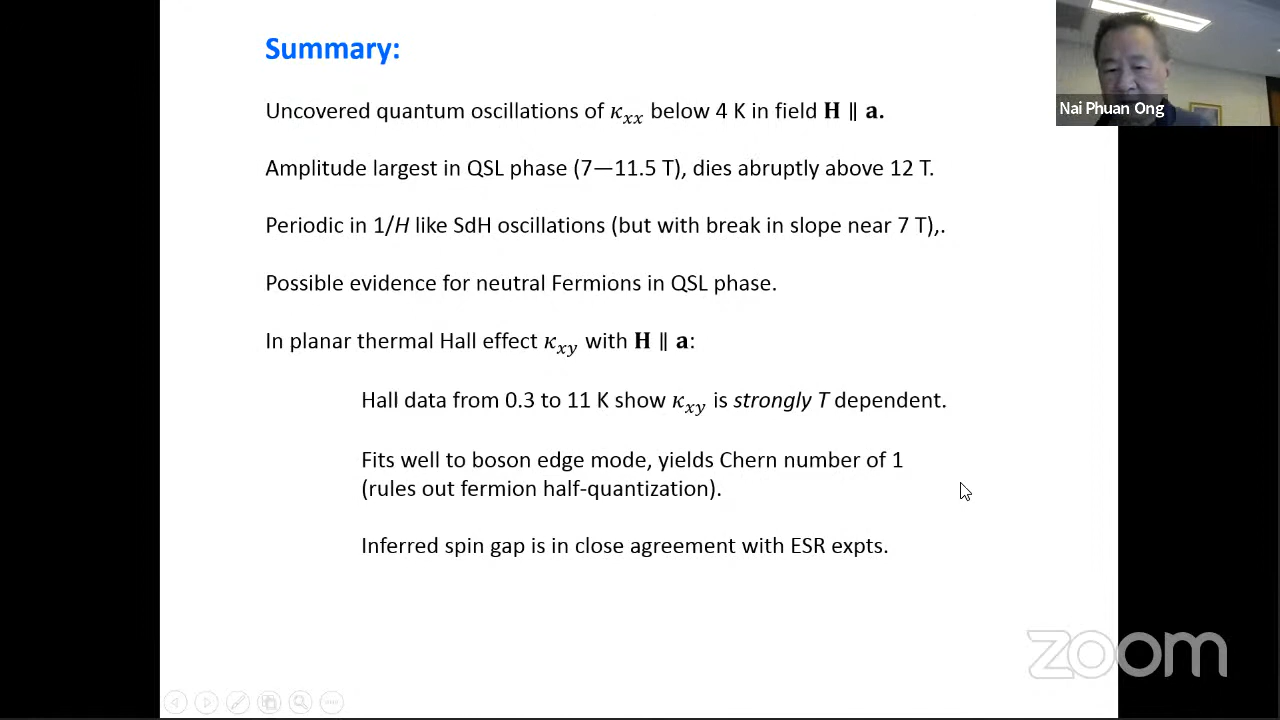 Summary:
Nai Phuan Ong
Uncovered quantum oscillations of κxx below 4 K in field H ∥ a.
Amplitude largest in QSL phase (7—11.5 T), dies abruptly above 12 T.
Periodic in 1/H like SdH oscillations (but with break in slope near 7 T),.
Possible evidence for neutral Fermions in QSL phase.
In planar thermal Hall effect κxy with H ∥ a:
Hall data from 0.3 to 11 K show κxy is strongly T dependent.
Fits well to boson edge mode, yields Chern number of 1
(rules out fermion half-quantization).
Inferred spin gap is in close agreement with ESR expts.
zoom